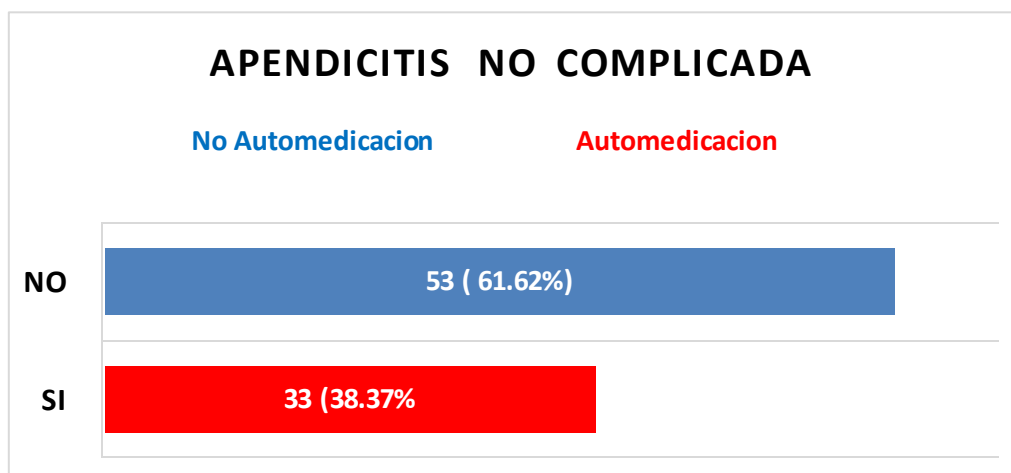 APENDICITIS NO COMPLICADA
No Automedicacion Automedicacion
NO 53 ( 61.62%)
SI 33 (38.37%